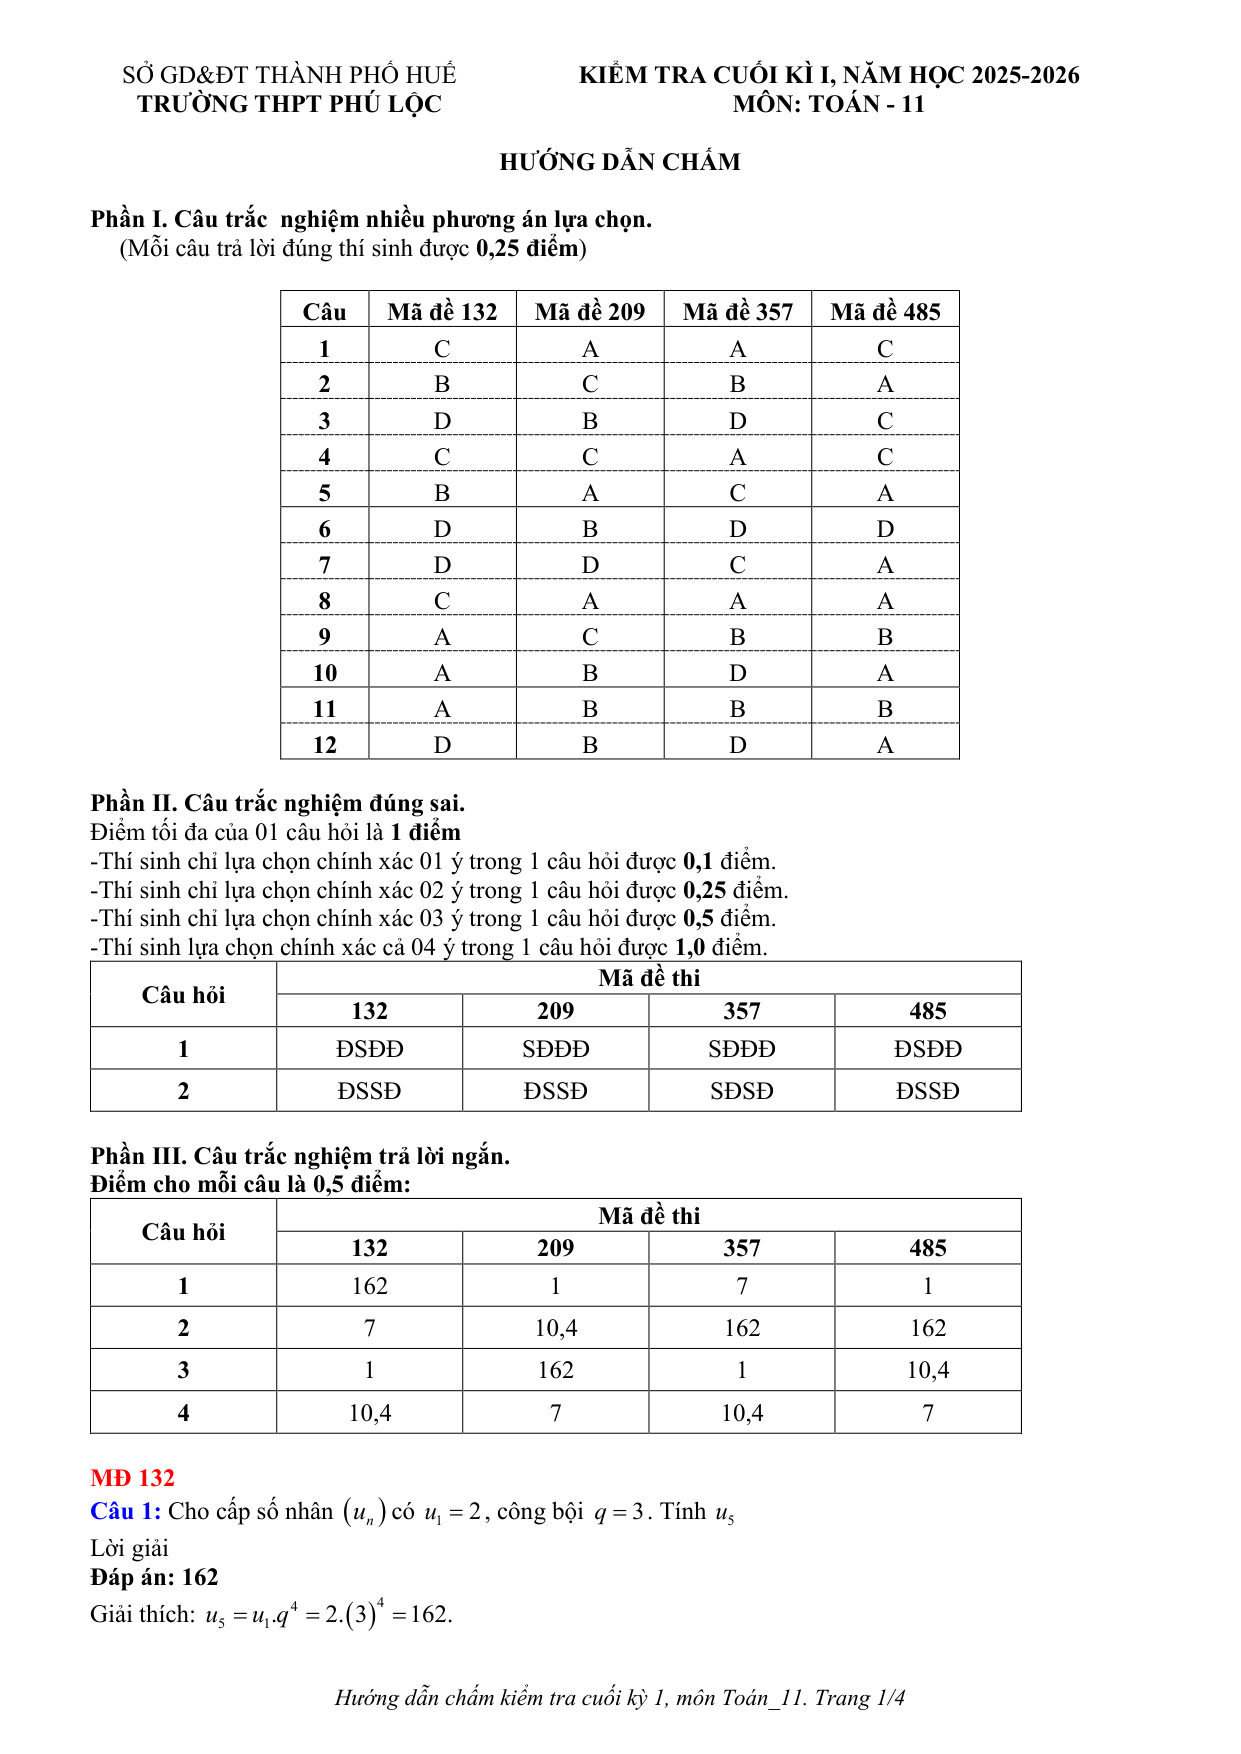 SỞ GD&ĐT THÀNH PHỐ HUẾ
TRƯỜNG THPT PHÚ LỘC
KIỂM TRA CUỐI KÌ I, NĂM HỌC 2025-2026
MÔN: TOÁN - 11
HƯỚNG DẪN CHẤM
Phần I. Câu trắc nghiệm nhiều phương án lựa chọn.
(Mỗi câu trả lời đúng thí sinh được 0,25 điểm)
Câu Mã đề 132 Mã đề 209 Mã đề 357 Mã đề 485
1 C A A C
2 B C B A
3 D B D C
4 C C A C
5 B A C A
6 D B D D
7 D D C A
8 C A A A
9 A C B B
10 A B D A
11 A B B B
12 D B D A
Phần II. Câu trắc nghiệm đúng sai.
Điểm tối đa của 01 câu hỏi là 1 điểm
-Thí sinh chỉ lựa chọn chính xác 01 ý trong 1 câu hỏi được 0,1 điểm.
-Thí sinh chỉ lựa chọn chính xác 02 ý trong 1 câu hỏi được 0,25 điểm.
-Thí sinh chỉ lựa chọn chính xác 03 ý trong 1 câu hỏi được 0,5 điểm.
-Thí sinh lựa chọn chính xác cả 04 ý trong 1 câu hỏi được 1,0 điểm.
Câu hỏi Mã đề thi
132 209 357 485
1 ĐSĐĐ SĐĐĐ SĐĐĐ ĐSĐĐ
2 ĐSSĐ ĐSSĐ SĐSĐ ĐSSĐ
Phần III. Câu trắc nghiệm trả lời ngắn.
Điểm cho mỗi câu là 0,5 điểm:
Câu hỏi Mã đề thi
132 209 357 485
1 162 1 7 1
2 7 10,4 162 162
3 1 162 1 10,4
4 10,4 7 10,4 7
MĐ 132
Câu 1: Cho cấp số nhân (uₙ) có u₁ = 2, công bội q = 3. Tính u₅
Lời giải
Đáp án: 162
Giải thích: u₅ = u₁.q⁴ = 2.(3)⁴ = 162.
Hướng dẫn chấm kiểm tra cuối kỳ 1, môn Toán_11. Trang 1/4